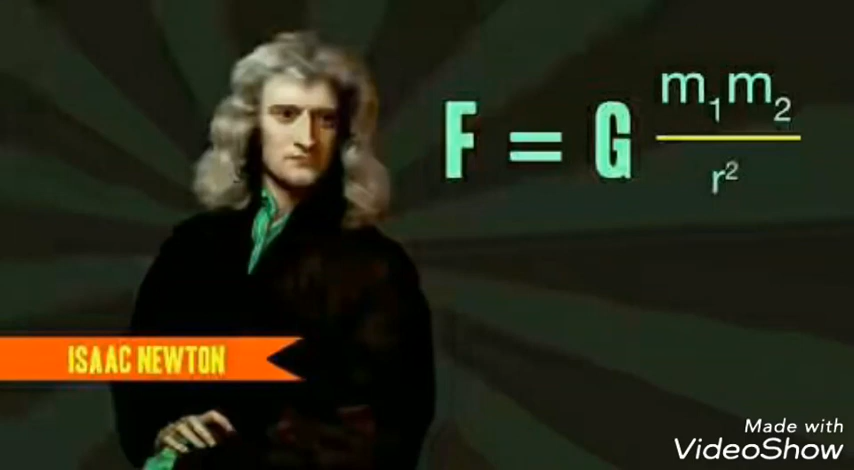 F = G m₁m₂ / r²
ISAAC NEWTON
Made with
VideoShow